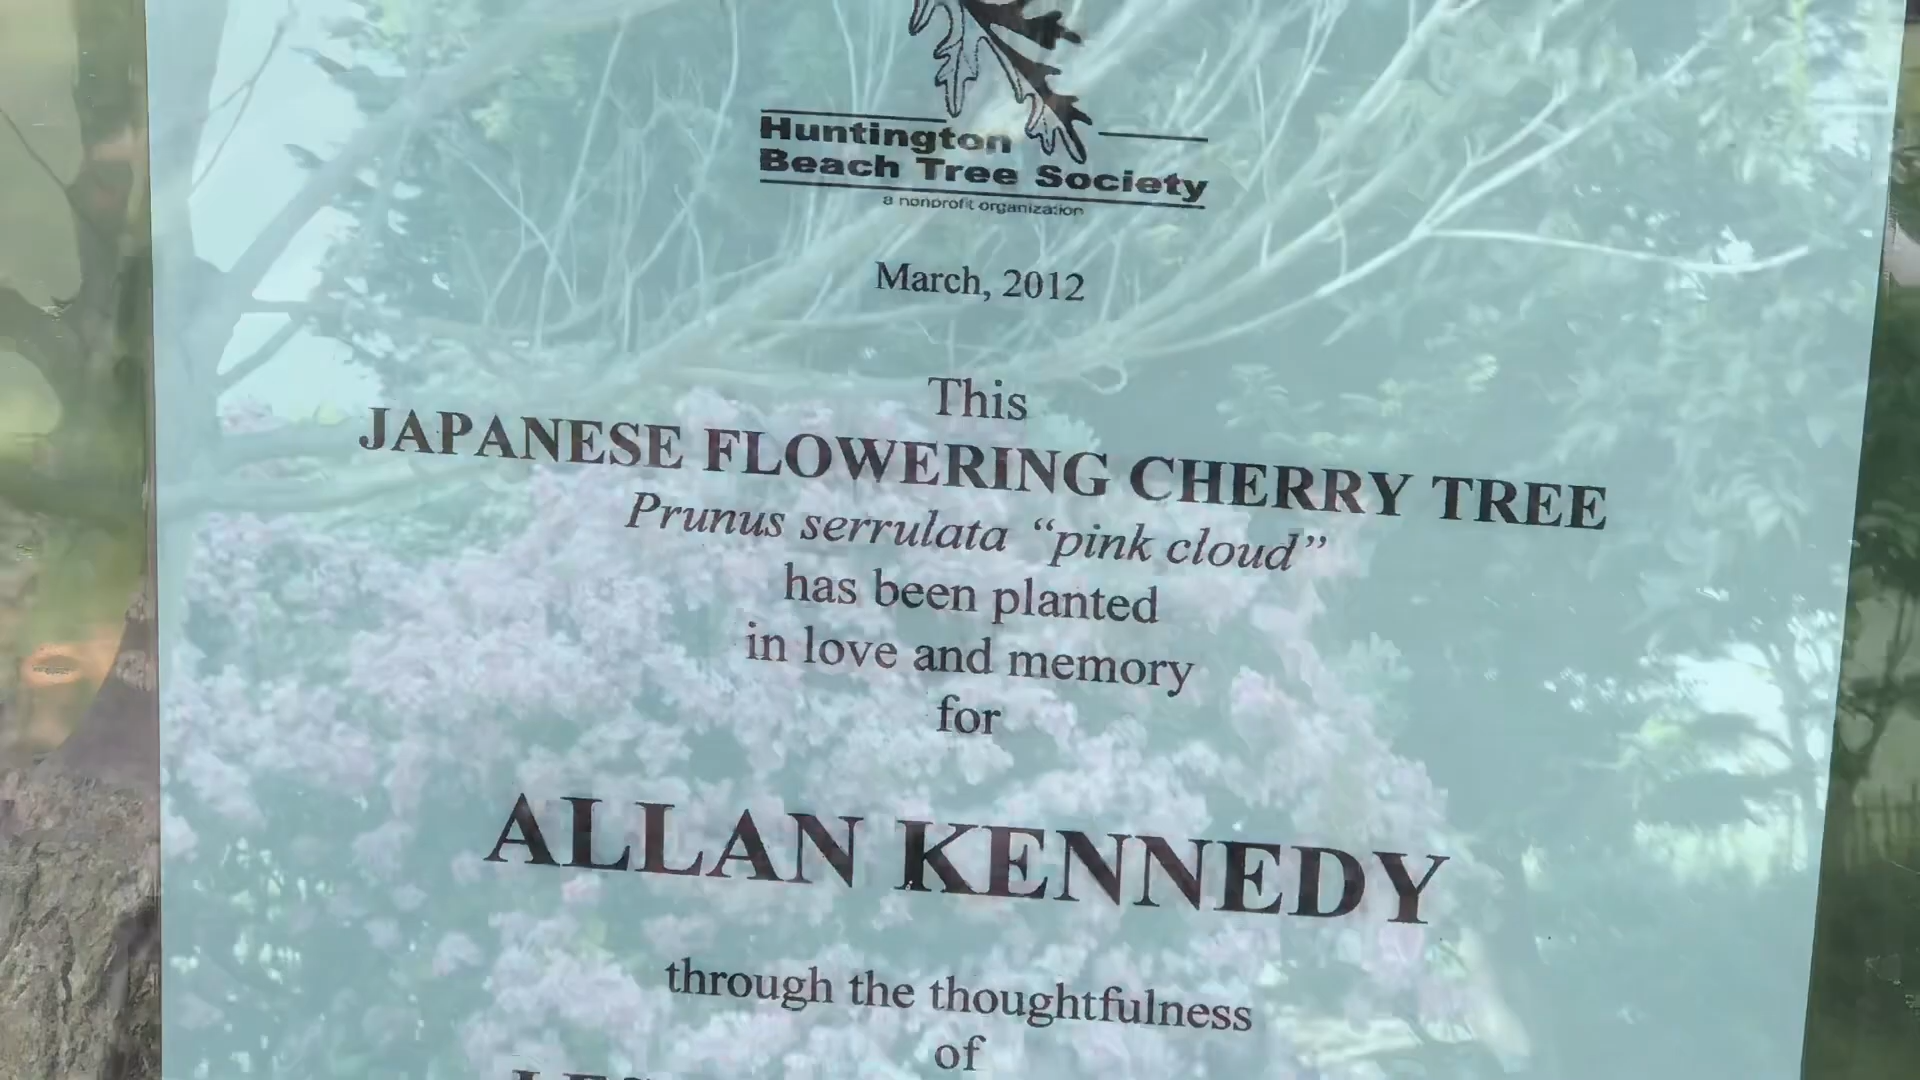 Huntington
Beach Tree Society
a nonprofit organization
March, 2012
This
JAPANESE FLOWERING CHERRY TREE
Prunus serrulata “pink cloud”
has been planted
in love and memory
for
ALLAN KENNEDY
through the thoughtfulness
of